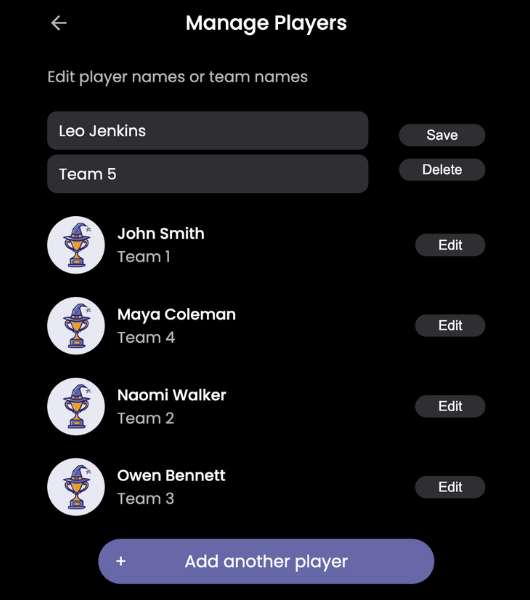 Manage Players
Edit player names or team names
Leo Jenkins
Save
Team 5
Delete
John Smith
Team 1
Edit
Maya Coleman
Team 4
Edit
Naomi Walker
Team 2
Edit
Owen Bennett
Team 3
Edit
+ Add another player